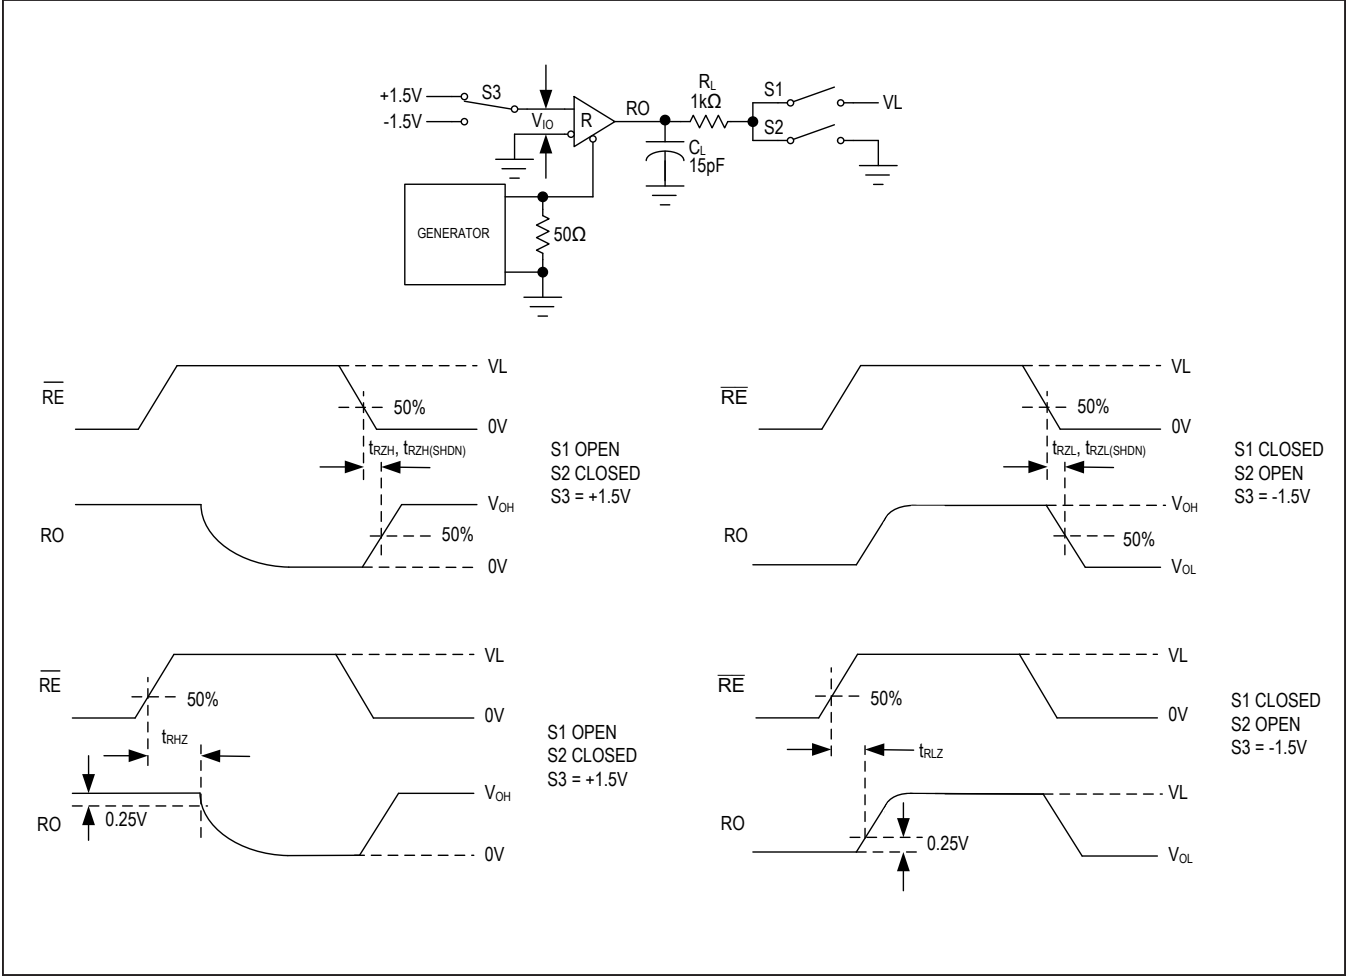 +1.5V
-1.5V
S3
VIO
R
RO
RL
1kΩ
S1
VL
S2
CL
15pF
GENERATOR
50Ω
RE
VL
50%
0V
tRZH, tRZH(SHDN)
RO
VOH
50%
0V
S1 OPEN
S2 CLOSED
S3 = +1.5V
RE
VL
50%
0V
tRZL, tRZL(SHDN)
RO
VOH
50%
VOL
S1 CLOSED
S2 OPEN
S3 = -1.5V
RE
VL
50%
0V
tRHZ
RO
0.25V
VOH
0V
S1 OPEN
S2 CLOSED
S3 = +1.5V
RE
VL
50%
0V
tRLZ
RO
VL
0.25V
VOL
S1 CLOSED
S2 OPEN
S3 = -1.5V